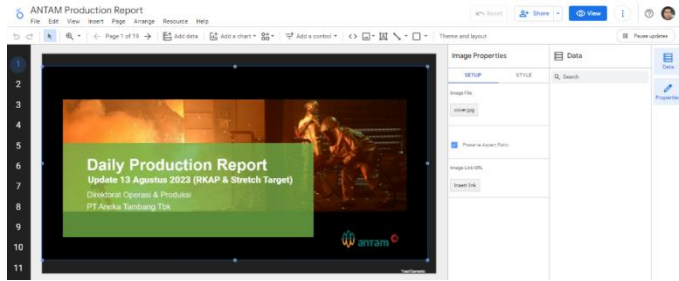 ANTAM Production Report
File Edit View Insert Page Arrange Resource Help
Reset
Share
View
Page 1 of 19
Add data
Add a chart
Add a control
Theme and layout
Pause updates
1
2
3
4
5
6
7
8
9
10
11
Daily Production Report
Update 13 Agustus 2023 (RKAP & Stretch Target)
Direktorat Operasi & Produksi
PT Aneka Tambang Tbk
antam
Image Properties
SETUP STYLE
Image File
cover.jpg
Preserve Aspect Ratio
Image Link URL
Insert link
Data
Search
Data
Properties